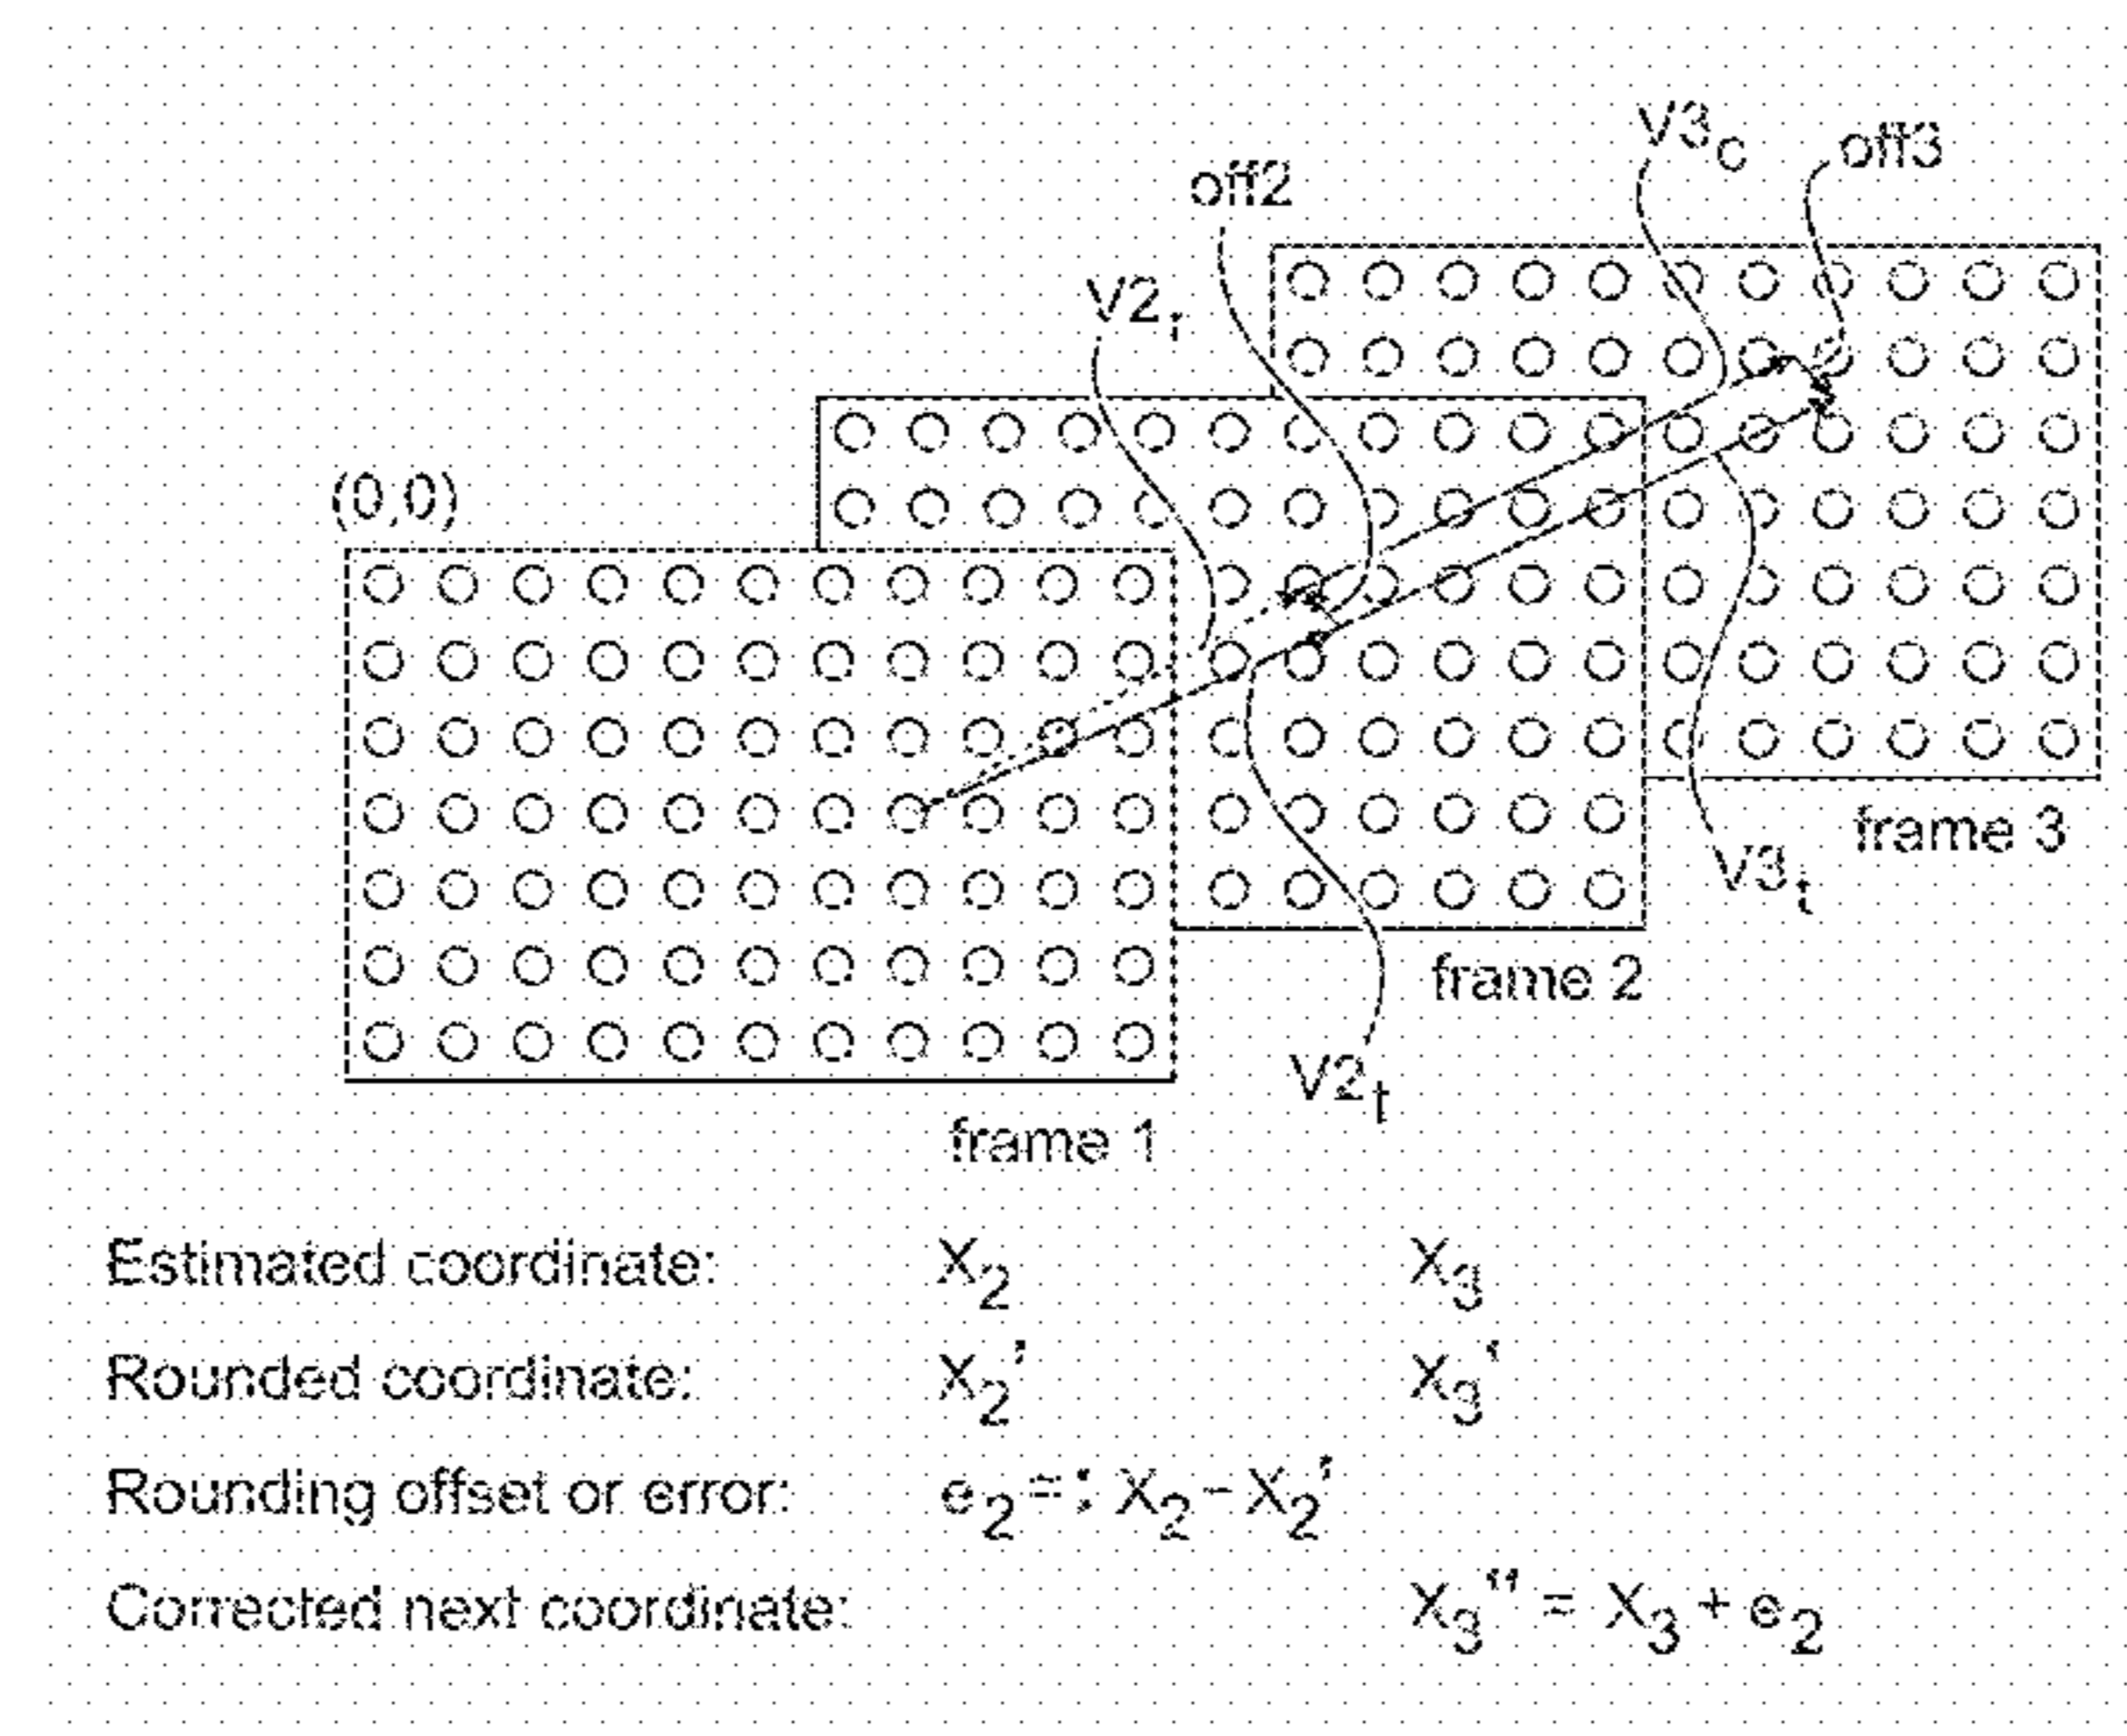 V3c off3
off2
V2r
(0,0)
frame 3
V3t
frame 2
V2t
frame 1
Estimated coordinate: X2 X3
Rounded coordinate: X2' X3'
Rounding offset or error: e2 =: X2 - X2'
Corrected next coordinate: X3'' = X3 + e2